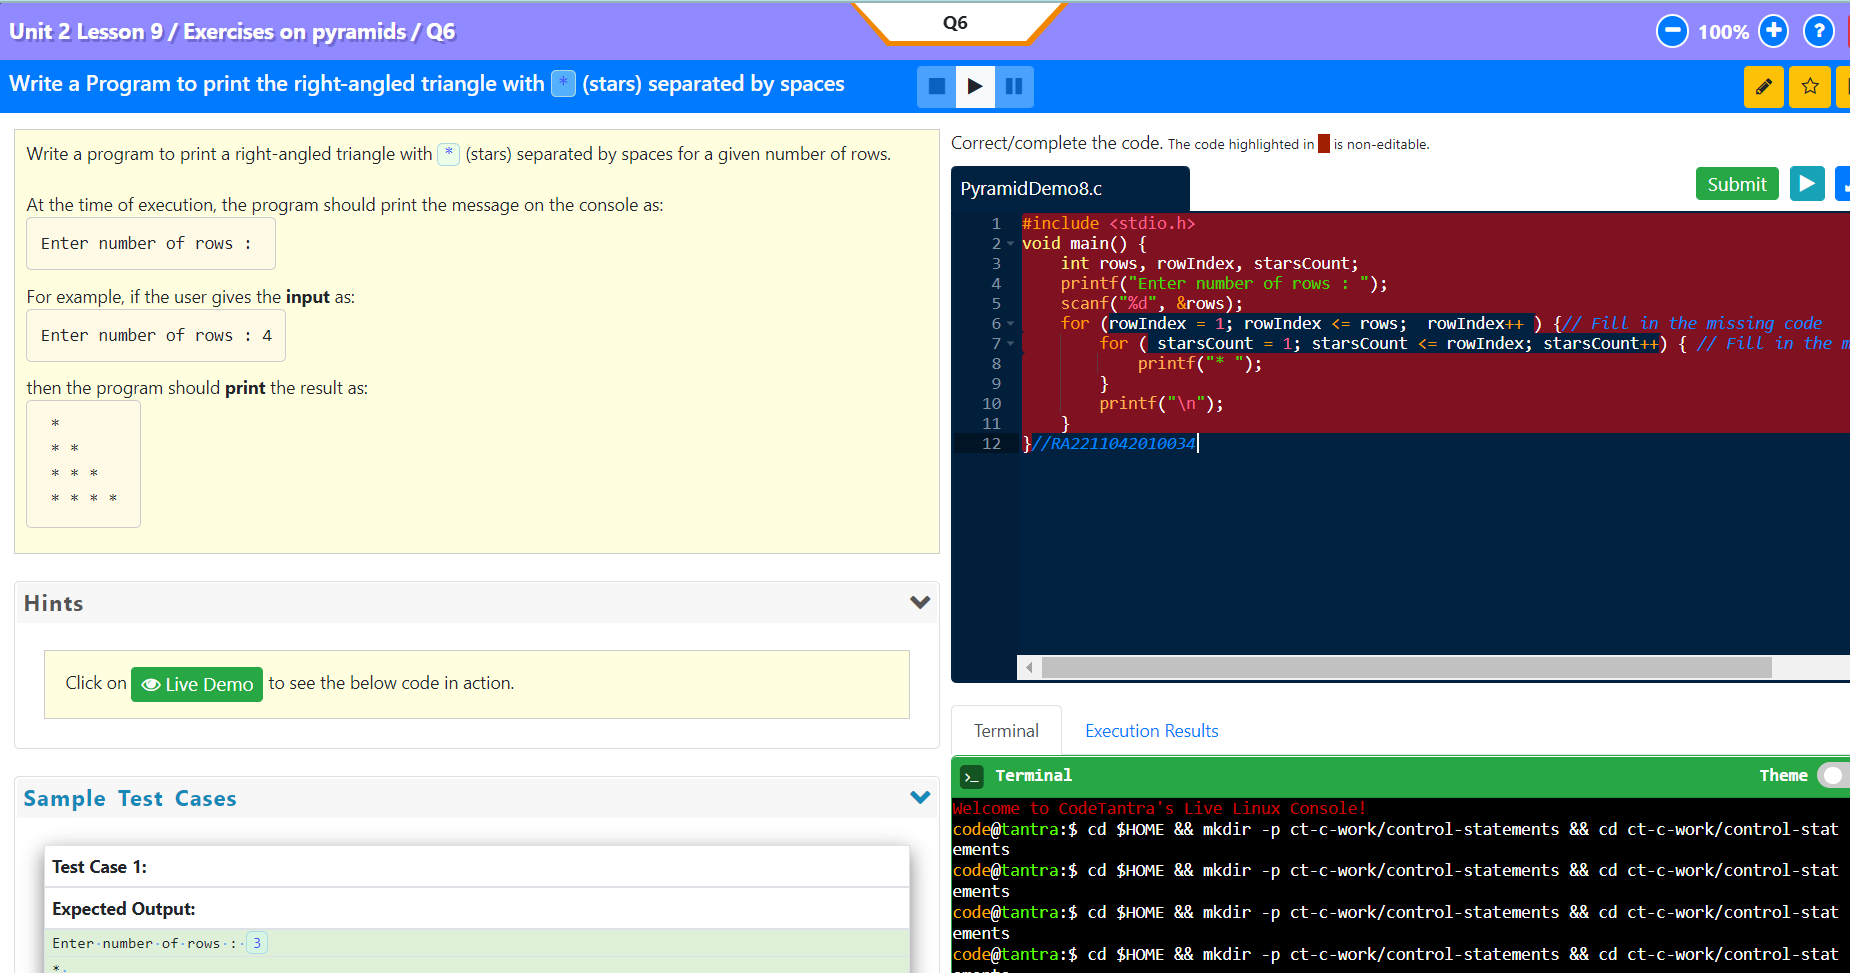 Unit 2 Lesson 9 / Exercises on pyramids / Q6
Q6
100%
?
Write a Program to print the right-angled triangle with * (stars) separated by spaces
Write a program to print a right-angled triangle with * (stars) separated by spaces for a given number of rows.
At the time of execution, the program should print the message on the console as:
Enter number of rows :
For example, if the user gives the input as:
Enter number of rows : 4
then the program should print the result as:
*
* *
* * *
* * * *
Hints
Click on Live Demo to see the below code in action.
Sample Test Cases
Test Case 1:
Expected Output:
Enter·number·of·rows·:·3
*·
Correct/complete the code. The code highlighted in is non-editable.
PyramidDemo8.c
Submit
1 #include <stdio.h>
2 void main() {
3 int rows, rowIndex, starsCount;
4 printf("Enter number of rows : ");
5 scanf("%d", &rows);
6 for (rowIndex = 1; rowIndex <= rows;  rowIndex++ ) {// Fill in the missing code
7 for ( starsCount = 1; starsCount <= rowIndex; starsCount++) { // Fill in the m
8 printf("* ");
9 }
10 printf("\n");
11 }
12 }//RA2211042010034
Terminal
Execution Results
>_ Terminal
Theme
Welcome to CodeTantra's Live Linux Console!
code@tantra:$ cd $HOME && mkdir -p ct-c-work/control-statements && cd ct-c-work/control-stat
ements
code@tantra:$ cd $HOME && mkdir -p ct-c-work/control-statements && cd ct-c-work/control-stat
ements
code@tantra:$ cd $HOME && mkdir -p ct-c-work/control-statements && cd ct-c-work/control-stat
ements
code@tantra:$ cd $HOME && mkdir -p ct-c-work/control-statements && cd ct-c-work/control-stat